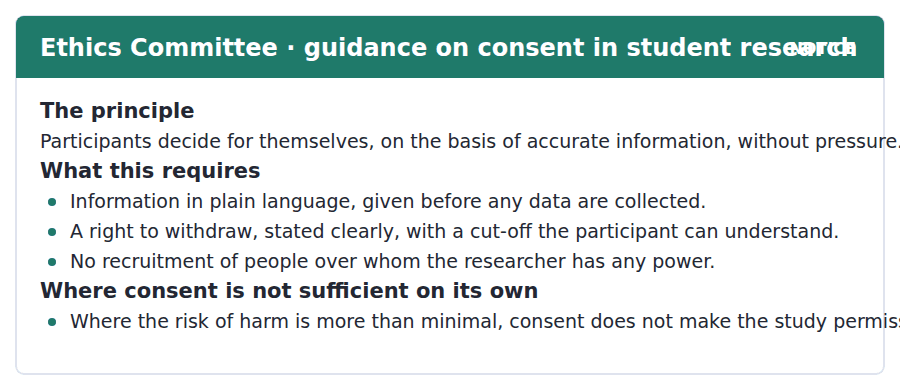 Ethics Committee · guidance on consent in student research
The principle
Participants decide for themselves, on the basis of accurate information, without pressure.
What this requires
Information in plain language, given before any data are collected.
A right to withdraw, stated clearly, with a cut-off the participant can understand.
No recruitment of people over whom the researcher has any power.
Where consent is not sufficient on its own
Where the risk of harm is more than minimal, consent does not make the study